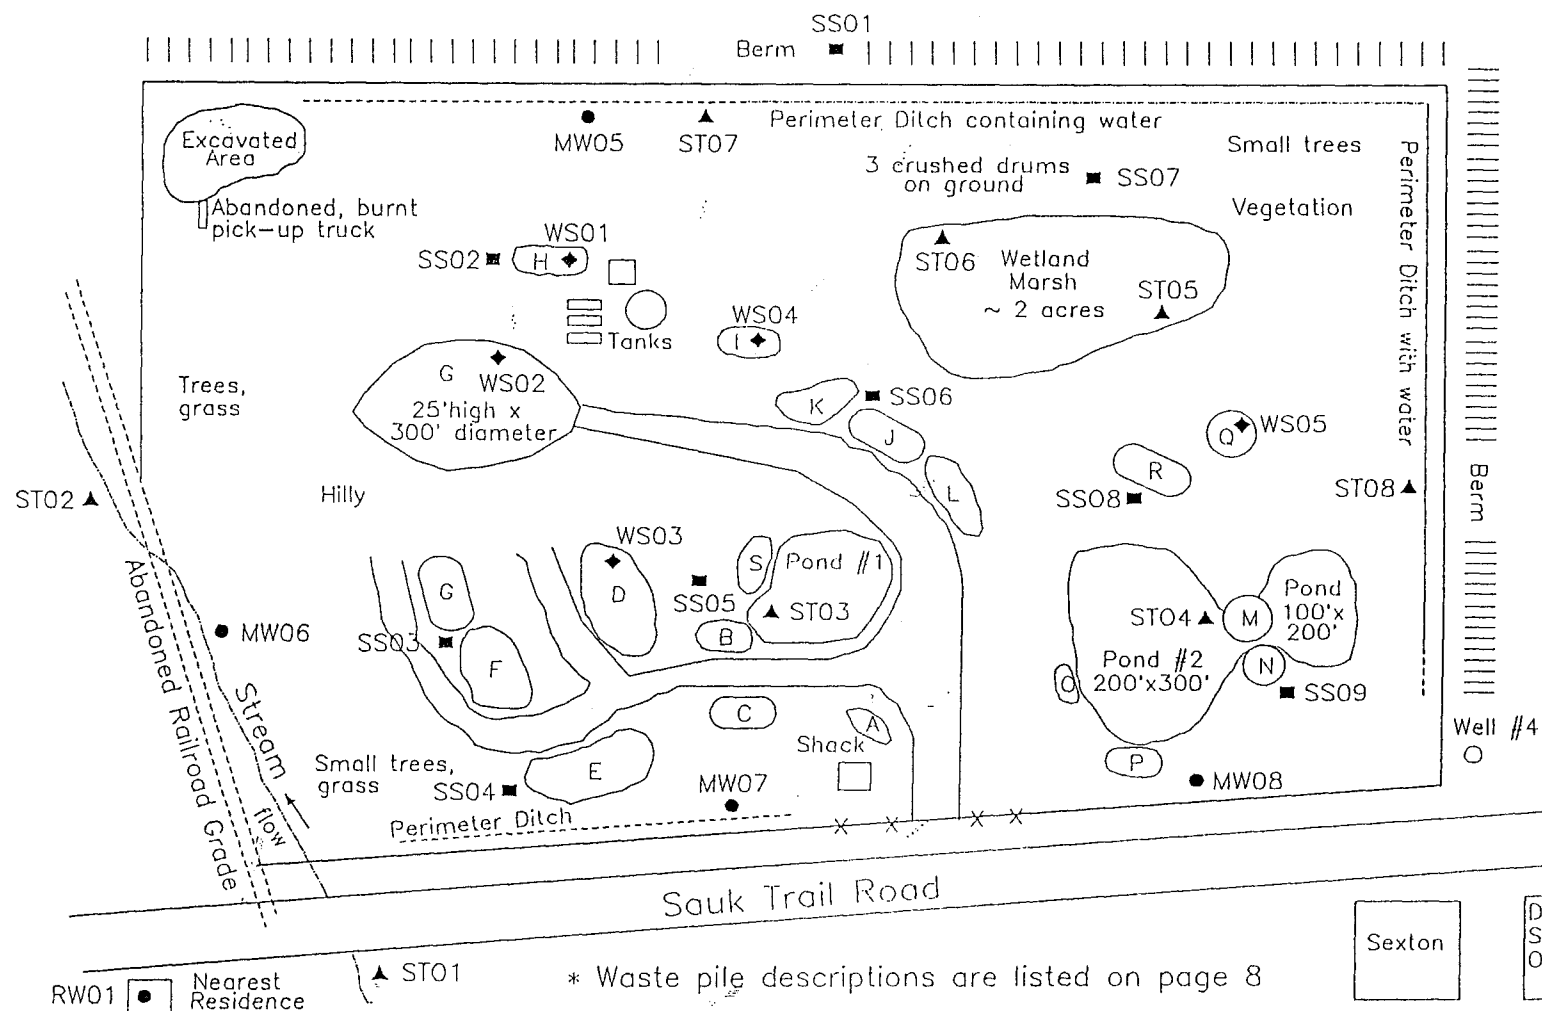 SS01
Berm
Perimeter Ditch containing water
MW05
ST07
Excavated
Area
3 crushed drums
on ground
SS07
Small trees
Vegetation
Perimeter Ditch with water
Abandoned, burnt
pick-up truck
WS01
SS02
H
ST06
Wetland
Marsh
~ 2 acres
ST05
WS04
I
Tanks
G
WS02
25'high x
300' diameter
Trees,
grass
K
SS06
J
L
Q
WS05
R
SS08
ST08
Berm
ST02
Hilly
WS03
D
S
Pond #1
SS05
ST03
B
G
SS03
F
MW06
Abandoned Railroad Grade
Stream
flow
ST04
M
Pond
100'x
200'
Pond #2
200'x300'
N
O
SS09
C
A
Shack
Well #4
P
MW08
Small trees,
grass
E
SS04
MW07
Perimeter Ditch
X X X X
Sauk Trail Road
Sexton
D
S
O
ST01
* Waste pile descriptions are listed on page 8
RW01
Nearest
Residence